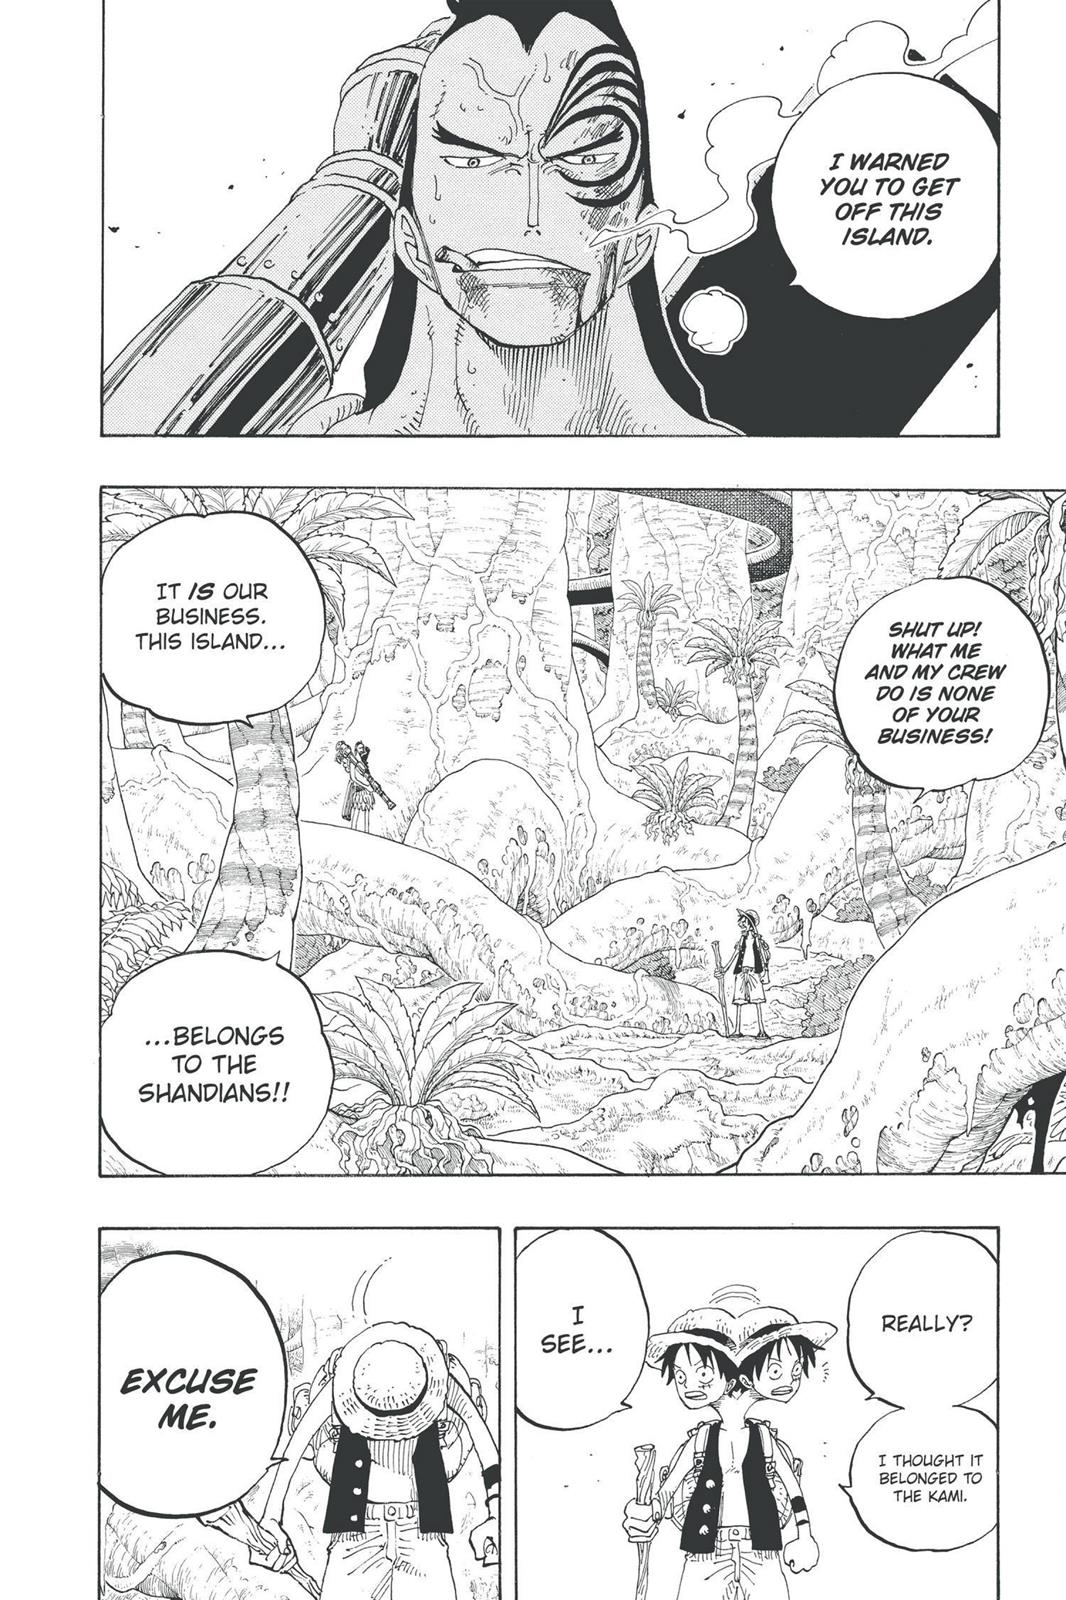 I WARNED
YOU TO GET
OFF THIS
ISLAND.
SHUT UP!
WHAT ME
AND MY CREW
DO IS NONE
OF YOUR
BUSINESS!
IT IS OUR
BUSINESS.
THIS ISLAND...
...BELONGS
TO THE
SHANDIANS!!
REALLY?
I THOUGHT IT
BELONGED TO
THE KAMI.
I
SEE...
EXCUSE
ME.